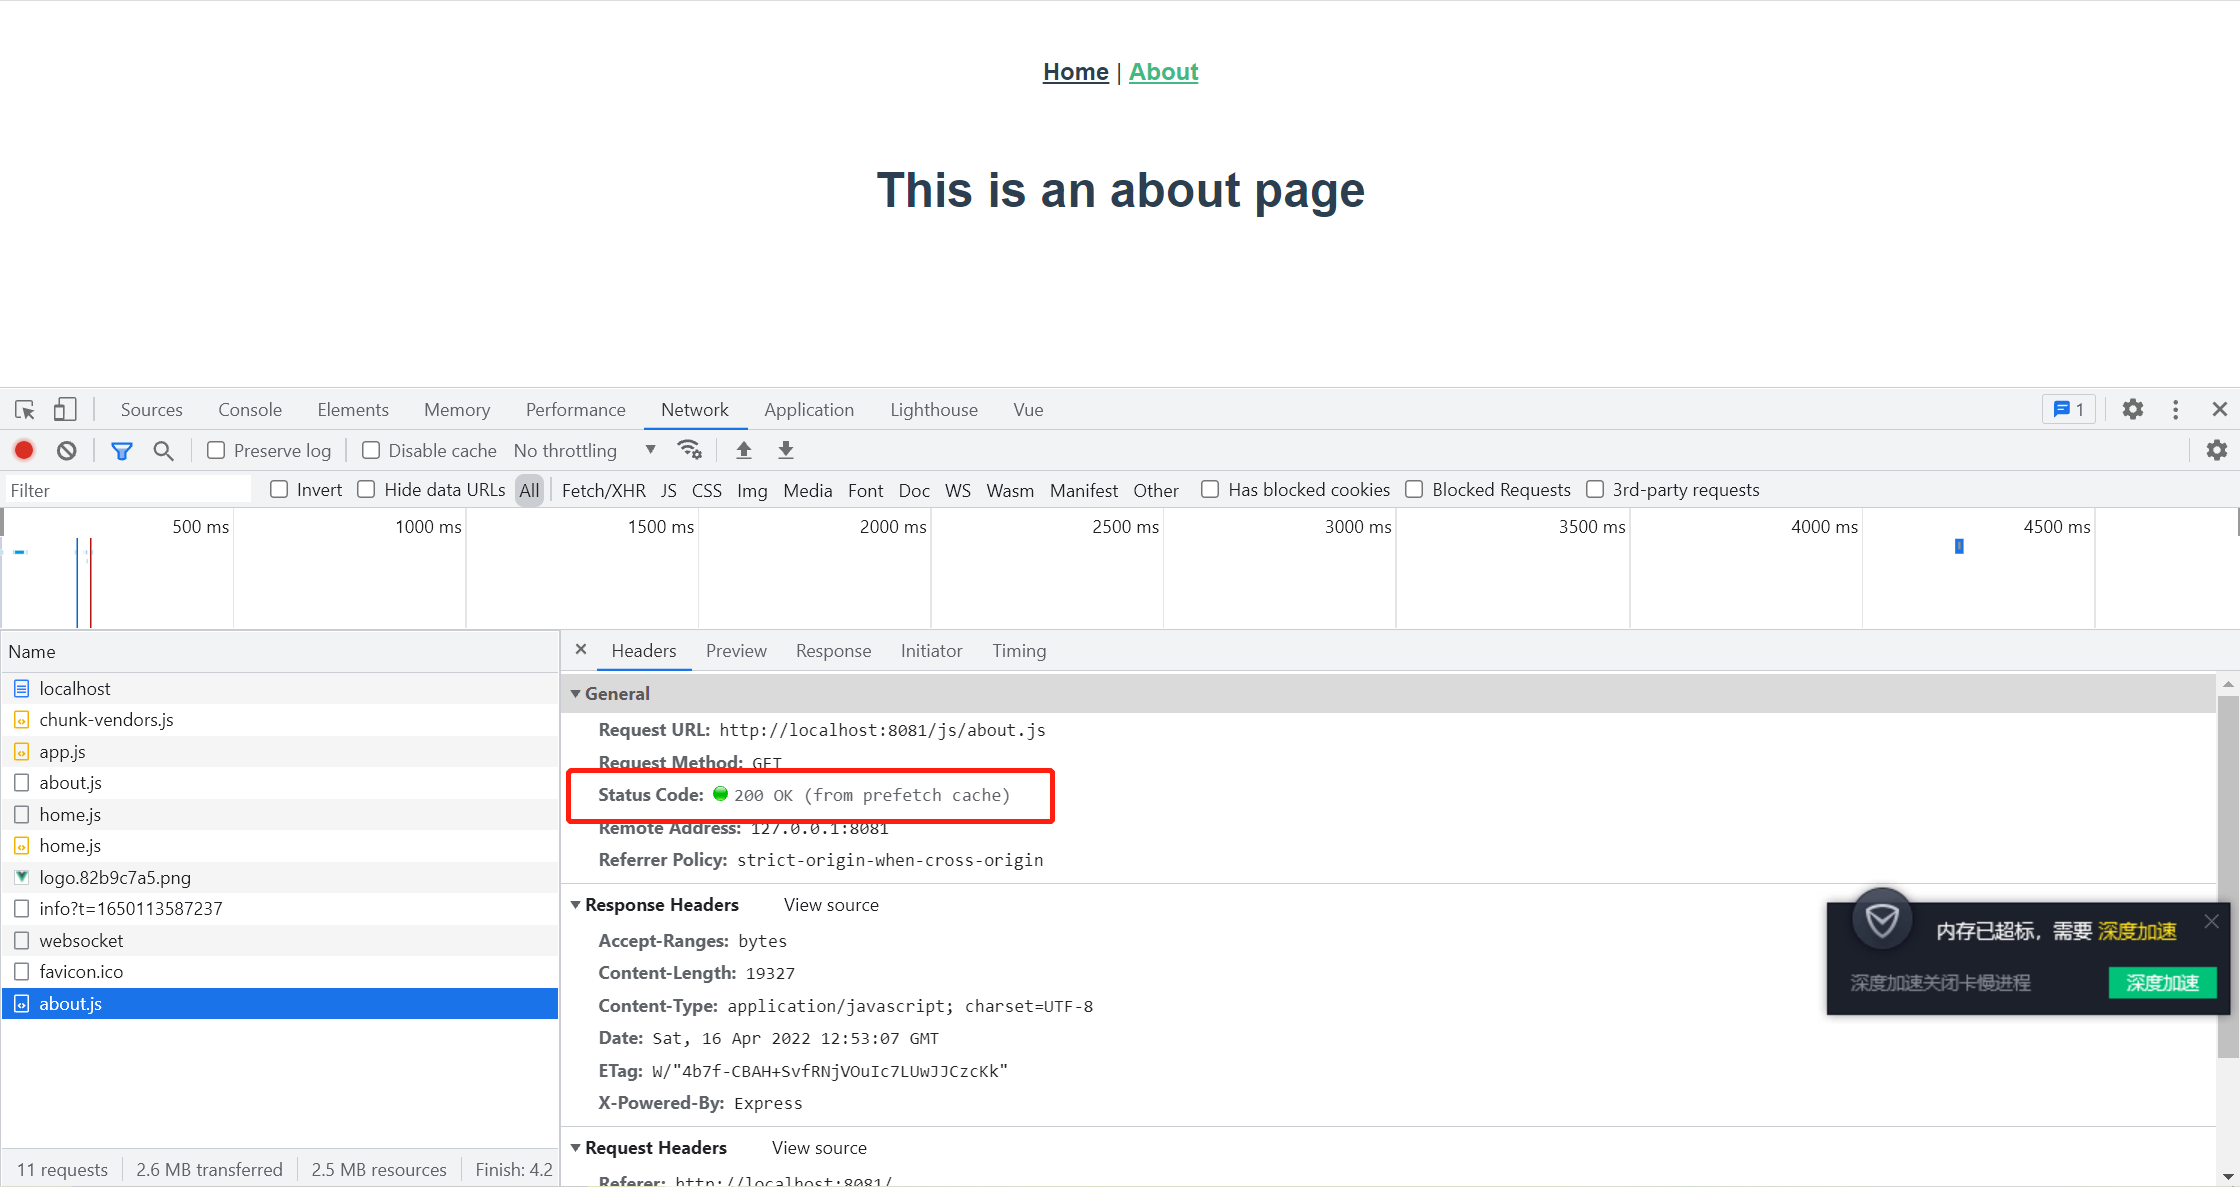 Home | About
This is an about page
Sources Console Elements Memory Performance Network Application Lighthouse Vue 1
Preserve log Disable cache No throttling
Filter Invert Hide data URLs All Fetch/XHR JS CSS Img Media Font Doc WS Wasm Manifest Other Has blocked cookies Blocked Requests 3rd-party requests
500 ms 1000 ms 1500 ms 2000 ms 2500 ms 3000 ms 3500 ms 4000 ms 4500 ms
Name
localhost
chunk-vendors.js
app.js
about.js
home.js
home.js
logo.82b9c7a5.png
info?t=1650113587237
websocket
favicon.ico
about.js
11 requests 2.6 MB transferred 2.5 MB resources Finish: 4.2
Headers Preview Response Initiator Timing
General
Request URL: http://localhost:8081/js/about.js
Request Method: GET
Status Code: 200 OK (from prefetch cache)
Remote Address: 127.0.0.1:8081
Referrer Policy: strict-origin-when-cross-origin
Response Headers View source
Accept-Ranges: bytes
Content-Length: 19327
Content-Type: application/javascript; charset=UTF-8
Date: Sat, 16 Apr 2022 12:53:07 GMT
ETag: W/"4b7f-CBAH+SvfRNjVOuIc7LUwJJCzcKk"
X-Powered-By: Express
Request Headers View source
Referer: http://localhost:8081/
内存已超标，需要 深度加速
深度加速关闭卡慢进程 深度加速